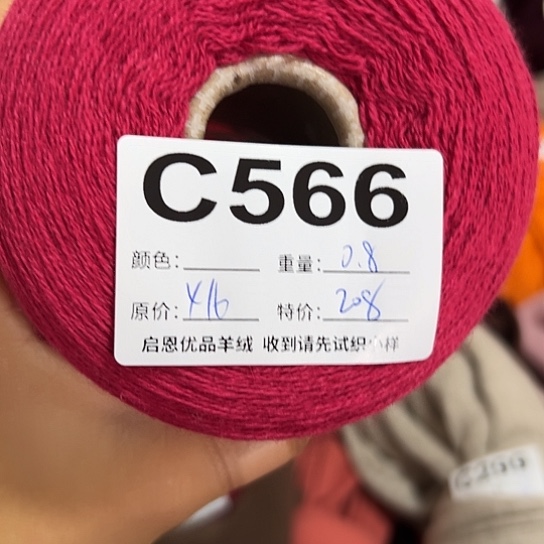 C566
颜色: 重量: 0.8
原价: 416 特价: 208
启恩优品羊绒 收到请先试织小样